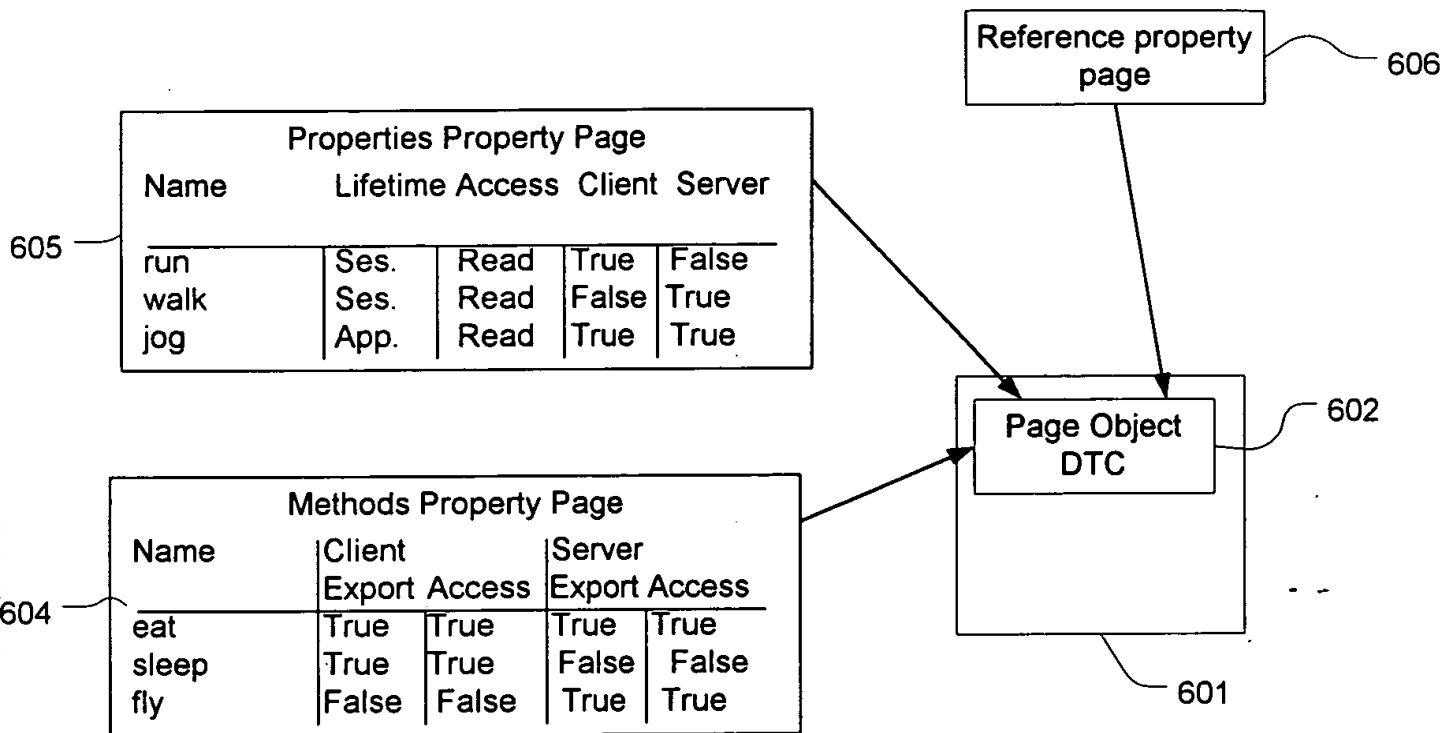 Reference property
page
606
Properties Property Page
Name Lifetime Access Client Server
605
run Ses. Read True False
walk Ses. Read False True
jog App. Read True True
Page Object
DTC
602
Methods Property Page
Name Client Server
Export Access Export Access
604
eat True True True True
sleep True True False False
fly False False True True
601